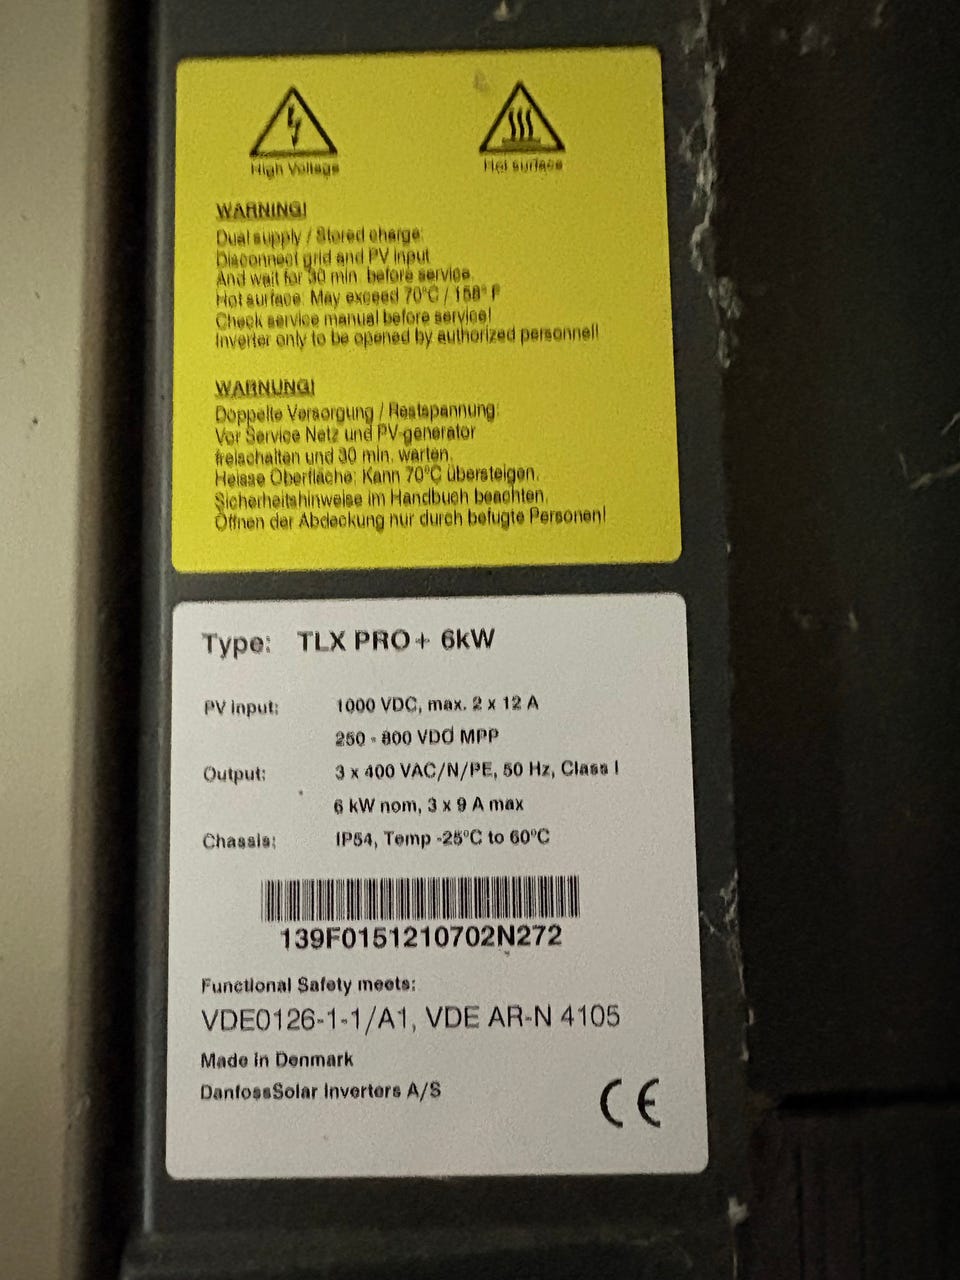 High Voltage
Hot surface
WARNING!
Dual supply / Stored charge:
Disconnect grid and PV input
And wait for 30 min. before service.
Hot surface: May exceed 70°C / 158° F
Check service manual before service!
Inverter only to be opened by authorized personnel!
WARNUNG!
Doppelte Versorgung / Restspannung:
Vor Service Netz und PV-generator
freischalten und 30 min. warten.
Heisse Oberfläche: Kann 70°C übersteigen.
Sicherheitshinweise im Handbuch beachten.
Öffnen der Abdeckung nur durch befugte Personen!
Type: TLX PRO+ 6kW
PV input: 1000 VDC, max. 2 x 12 A
250 - 800 VDC MPP
Output: 3 x 400 VAC/N/PE, 50 Hz, Class I
6 kW nom, 3 x 9 A max
Chassis: IP54, Temp -25°C to 60°C
139F0151210702N272
Functional Safety meets:
VDE0126-1-1/A1, VDE AR-N 4105
Made in Denmark
DanfossSolar Inverters A/S
CE